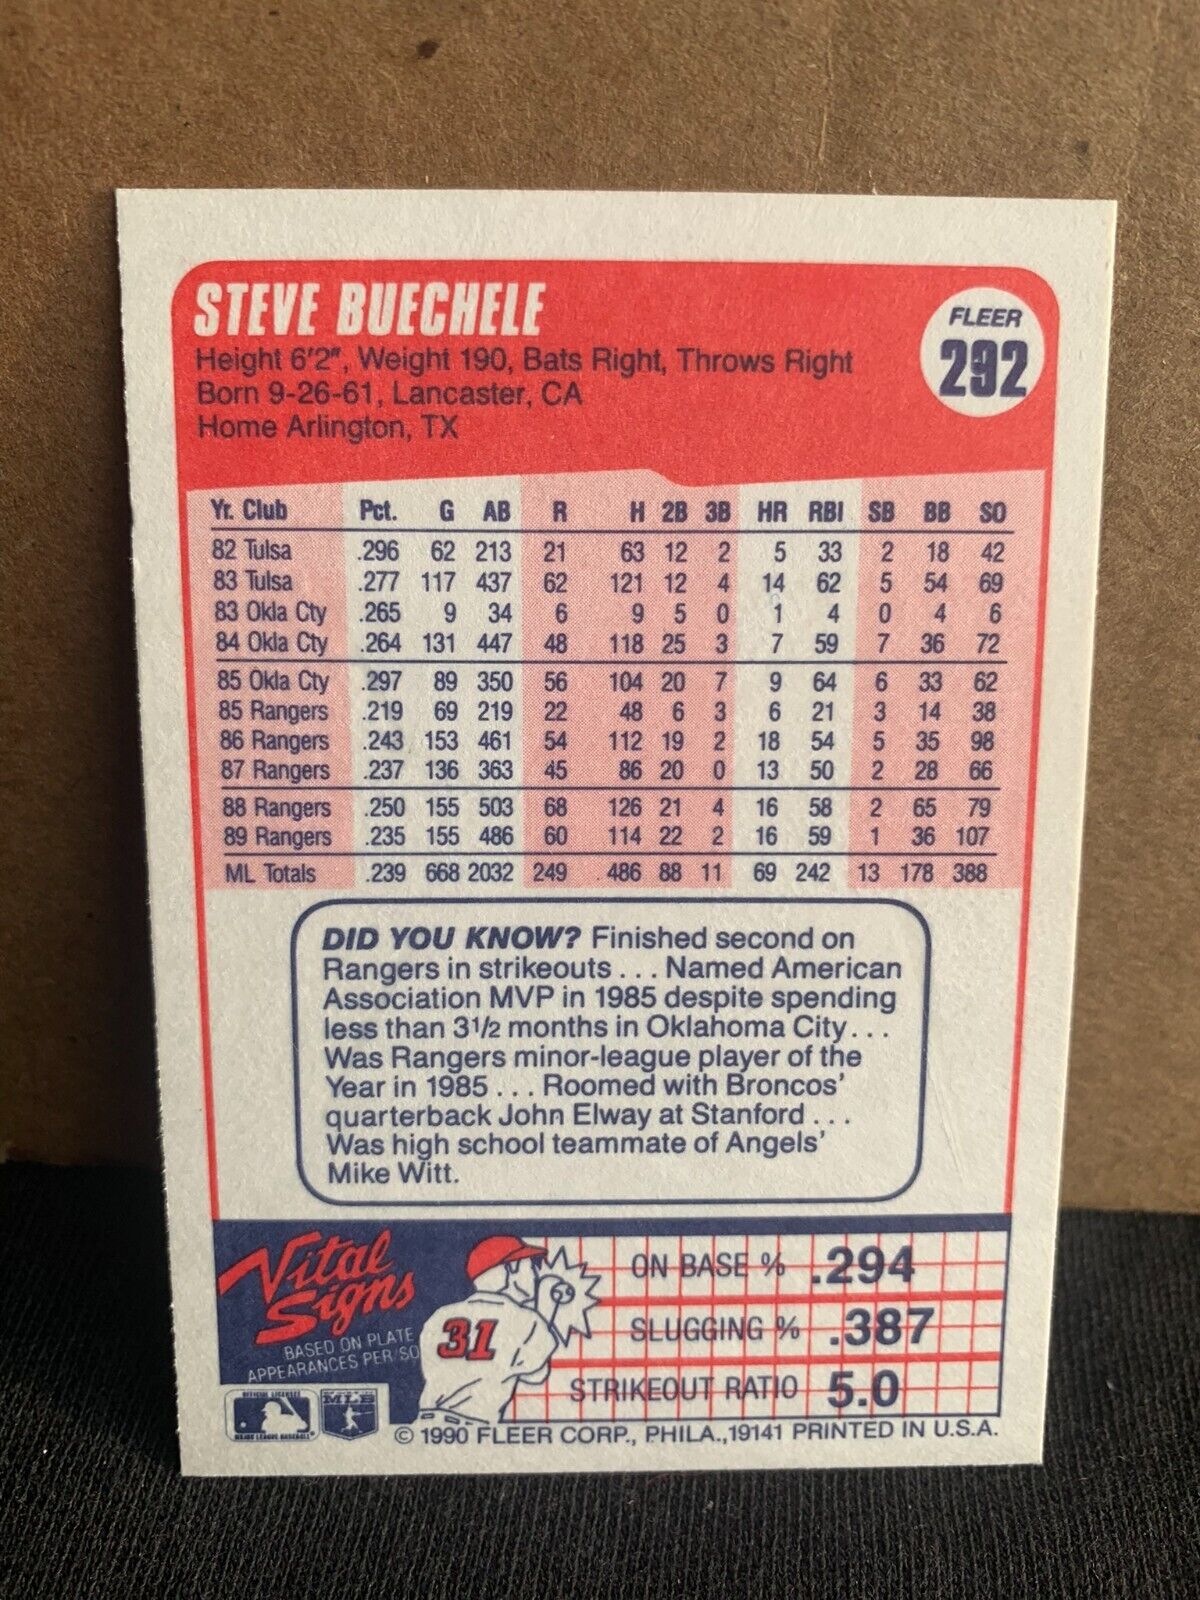 STEVE BUECHELE
Height 6'2", Weight 190, Bats Right, Throws Right
Born 9-26-61, Lancaster, CA
Home Arlington, TX
FLEER
292
Yr. Club Pct. G AB R H 2B 3B HR RBI SB BB SO
82 Tulsa .296 62 213 21 63 12 2 5 33 2 18 42
83 Tulsa .277 117 437 62 121 12 4 14 62 5 54 69
83 Okla Cty .265 9 34 6 9 5 0 1 4 0 4 6
84 Okla Cty .264 131 447 48 118 25 3 7 59 7 36 72
85 Okla Cty .297 89 350 56 104 20 7 9 64 6 33 62
85 Rangers .219 69 219 22 48 6 3 6 21 3 14 38
86 Rangers .243 153 461 54 112 19 2 18 54 5 35 98
87 Rangers .237 136 363 45 86 20 0 13 50 2 28 66
88 Rangers .250 155 503 68 126 21 4 16 58 2 65 79
89 Rangers .235 155 486 60 114 22 2 16 59 1 36 107
ML Totals .239 668 2032 249 486 88 11 69 242 13 178 388
DID YOU KNOW? Finished second on
Rangers in strikeouts . . . Named American
Association MVP in 1985 despite spending
less than 3 1/2 months in Oklahoma City . . .
Was Rangers minor-league player of the
Year in 1985 . . . Roomed with Broncos'
quarterback John Elway at Stanford . . .
Was high school teammate of Angels'
Mike Witt.
Vital
Signs
BASED ON PLATE
APPEARANCES PER SO
31
ON BASE % .294
SLUGGING % .387
STRIKEOUT RATIO 5.0
OFFICIAL LICENSEE
MAJOR LEAGUE BASEBALL
MLB
© 1990 FLEER CORP., PHILA., 19141 PRINTED IN U.S.A.